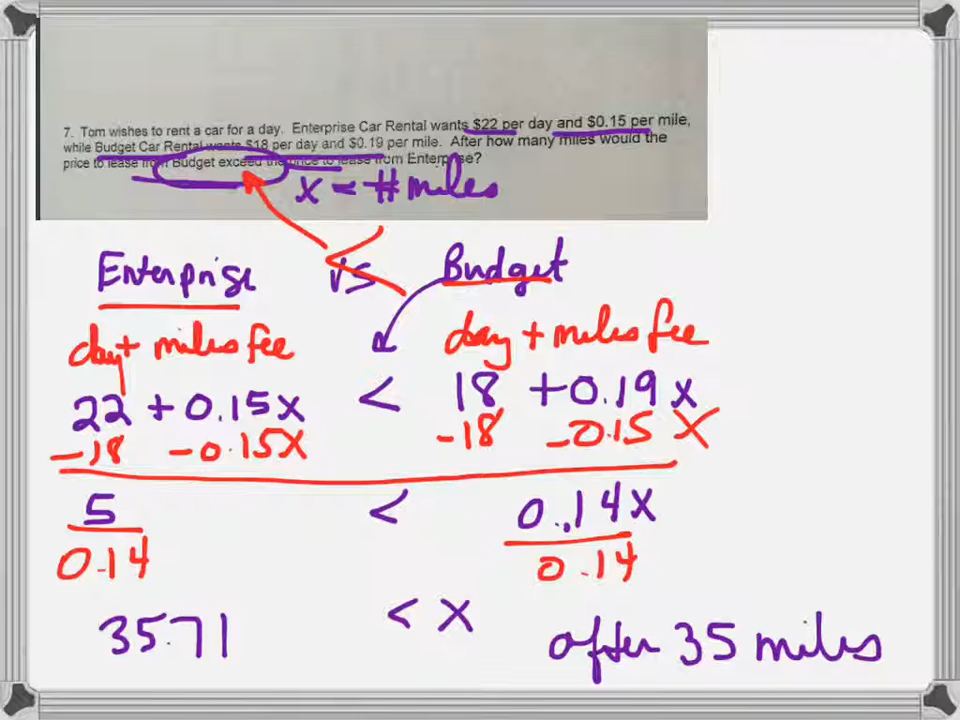 7. Tom wishes to rent a car for a day. Enterprise Car Rental wants $22 per day and $0.15 per mile,
while Budget Car Rental wants $18 per day and $0.19 per mile. After how many miles would the
price to lease from Budget exceed the price to lease from Enterprise?
x = # miles
Enterprise vs Budget
<
day + miles fee day + miles fee
22 + 0.15x < 18 + 0.19x
-18 -0.15x -18 -0.15x
5 < 0.14x
0.14 0.14
35.71 < x
after 35 miles